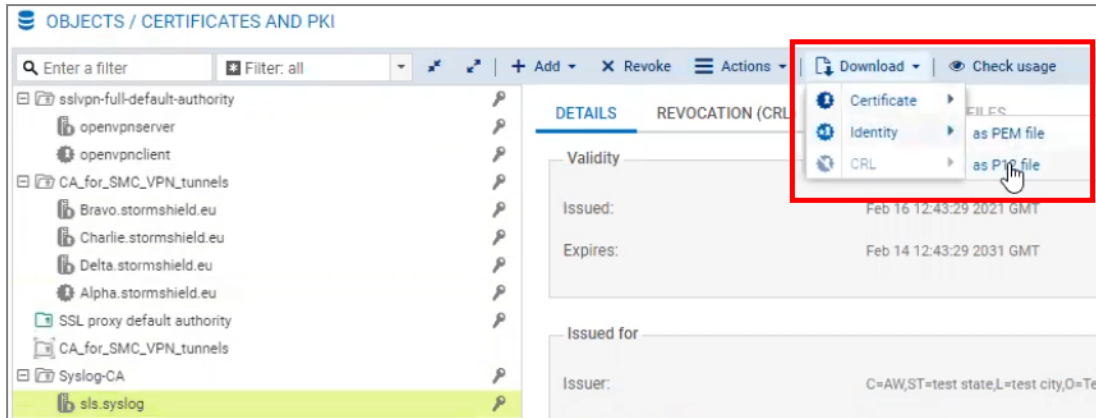 OBJECTS / CERTIFICATES AND PKI
Enter a filter Filter: all + Add Revoke Actions Download Check usage
sslvpn-full-default-authority
openvpnserver
openvpnclient
CA_for_SMC_VPN_tunnels
Bravo.stormshield.eu
Charlie.stormshield.eu
Delta.stormshield.eu
Alpha.stormshield.eu
SSL proxy default authority
CA_for_SMC_VPN_tunnels
Syslog-CA
sls.syslog
Certificate
Identity
CRL
as PEM file
as P12 file
DETAILS REVOCATION (CRL)
Validity
Issued: Feb 16 12:43:29 2021 GMT
Expires: Feb 14 12:43:29 2031 GMT
Issued for
Issuer: C=AW,ST=test state,L=test city,O=Te